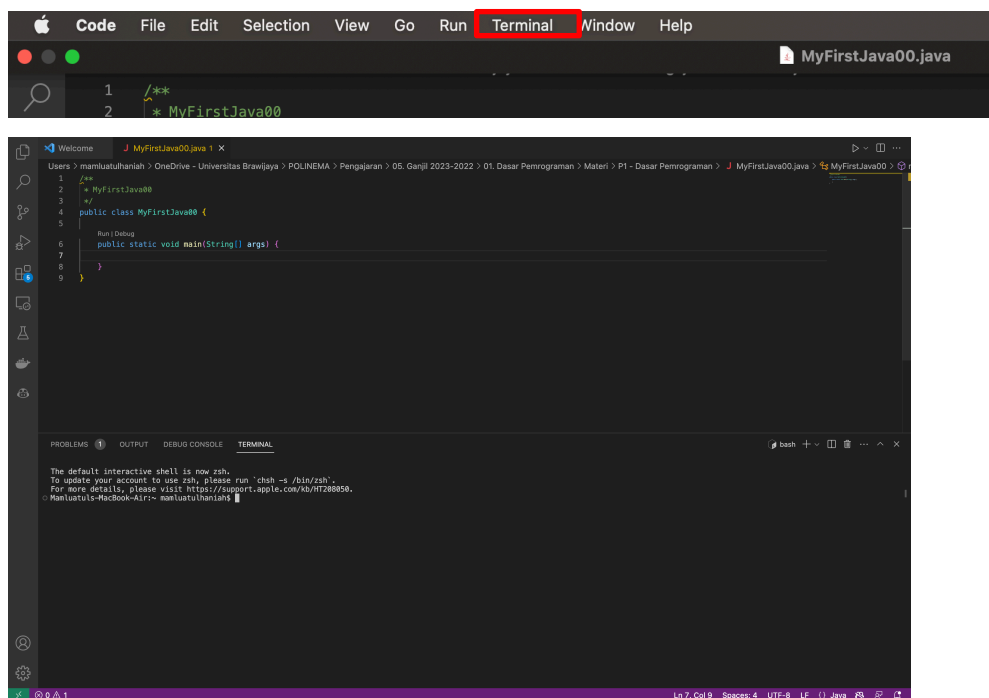 Code File Edit Selection View Go Run Terminal Window Help
MyFirstJava00.java
1 /**
2 * MyFirstJava00
Welcome J MyFirstJava00.java 1 ×
Users > mamluatulhaniah > OneDrive - Universitas Brawijaya > POLINEMA > Pengajaran > 05. Ganjil 2023-2022 > 01. Dasar Pemrograman > Materi > P1 - Dasar Pemrograman > J MyFirstJava00.java > MyFirstJava00 >
1 /**
2 * MyFirstJava00
3 */
4 public class MyFirstJava00 {
5
Run | Debug
6 public static void main(String[] args) {
7
8 }
9 }
6
PROBLEMS 1 OUTPUT DEBUG CONSOLE TERMINAL
bash
The default interactive shell is now zsh.
To update your account to use zsh, please run `chsh -s /bin/zsh`.
For more details, please visit https://support.apple.com/kb/HT208050.
Mamluatuls-MacBook-Air:~ mamluatulhaniah$
0 1
Ln 7, Col 9 Spaces: 4 UTF-8 LF {} Java